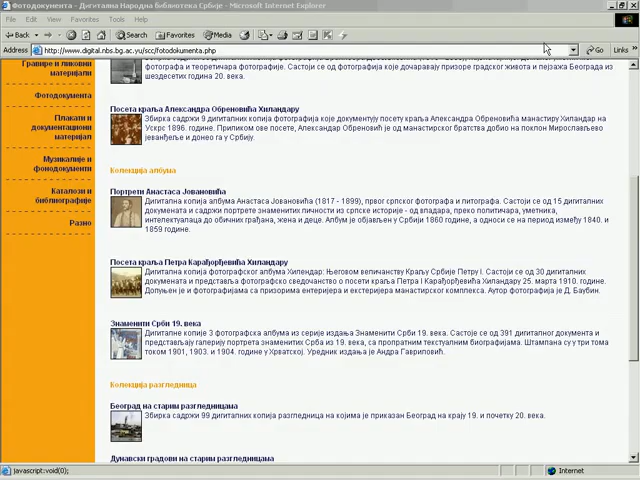 Фотодокумента - Дигитална Народна Библиотека Србије - Microsoft Internet Explorer
File Edit View Favorites Tools Help
Back Search Favorites Media
Address http://www.digital.nbs.bg.ac.yu/scc/fotodokumenta.php Go Links »
Гравире и ликовни
материјали
Фотодокумента
Плакати и
документациони
материјал
Музикалије и
фонодокументи
Каталози и
библиографије
Разно
фотографа и теоретичара фотографије. Састоји се од које дочаравају призоре градског живота и пејзажа Београда из
шездесетих година 20. века.
Посета краља Александра Обреновића Хиландару
Збирка садржи 9 дигиталних копија фотографија које документују посету краља Александра Обреновића манастиру Хиландар на
Ускрс 1896. године. Приликом ове посете, Александар Обреновић је од манастирског братства добио на поклон Мирослављево
јеванђеље и донео га у Србију.
Колекција албума
Портрети Анастаса Јовановића
Дигитална копија албума Анастаса Јовановића (1817 - 1899), првог српског фотографа и литографа. Састоји се од 15 дигиталних
докумената и садржи портрете знаменитих личности из српске историје - од владара, преко политичара, уметника,
интелектуалаца до обичних грађана, жена и деце. Албум је објављен у Србији 1860 године, а односи се на период између 1840. и
1859 године.
Посета краља Петра Карађорђевића Хиландару
Дигитална копија фотографског албума Хилендар: Његовом величанству Краљу Србије Петру I. Састоји се од 30 дигиталних
докумената и представља фотографско сведочанство о посети краља Петра I Карађорђевића Хиландару 25. марта 1910. године.
Допуњен је и фотографијама са призорима ентеријера и екстеријера манастирског комплекса. Аутор фотографија је Д. Баубин.
Знаменити Срби 19. века
Дигиталне копије 3 фотографска албума из серије издања Знаменити Срби 19. века. Састоје се од 391 дигиталног документа и
представљају галерију портрета знаменитих Срба из 19. века, са пропратним текстуалним биографијама. Штампана су у три тома
током 1901, 1903. и 1904. године у Хрватској. Уредник издања је Андра Гавриловић.
Колекција разгледница
Београд на старим разгледницама
Збирка садржи 99 дигиталних копија разгледница на којима је приказан Београд на крају 19. и почетку 20. века.
Дунавски градови на старим разгледницама
javascript:void(0); Internet